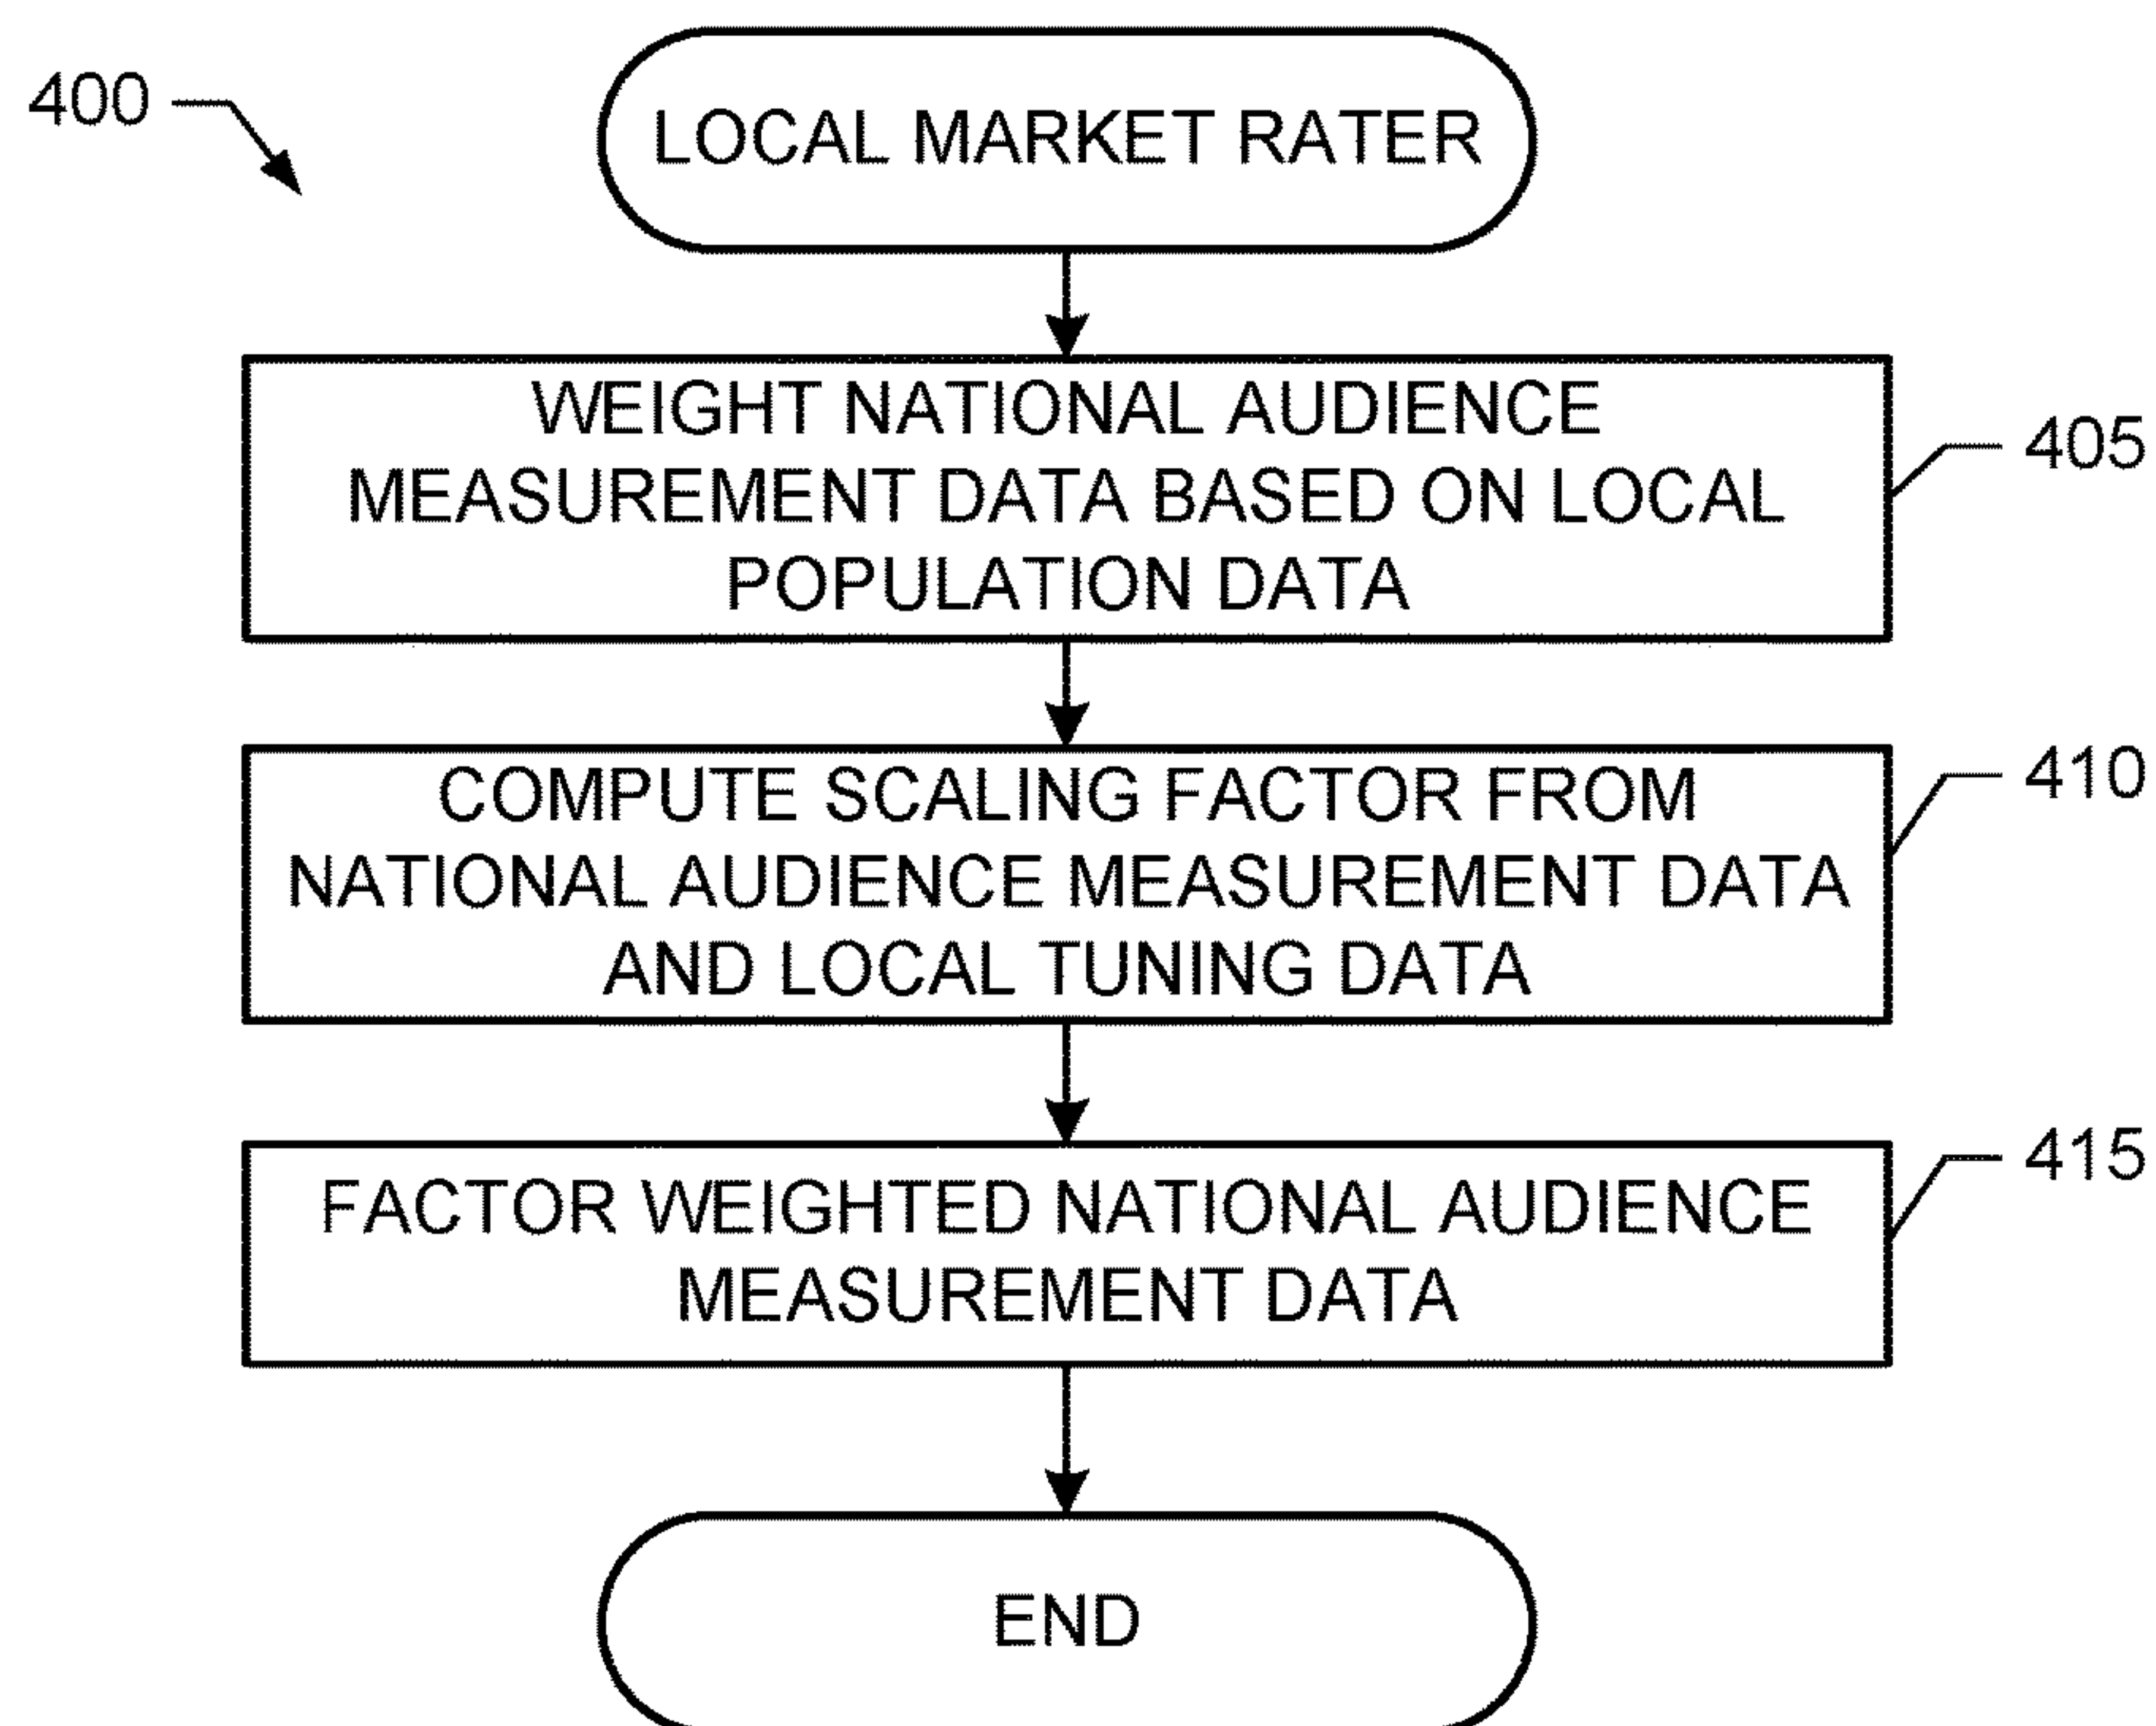 400
LOCAL MARKET RATER
WEIGHT NATIONAL AUDIENCE
MEASUREMENT DATA BASED ON LOCAL
POPULATION DATA
405
COMPUTE SCALING FACTOR FROM
NATIONAL AUDIENCE MEASUREMENT DATA
AND LOCAL TUNING DATA
410
FACTOR WEIGHTED NATIONAL AUDIENCE
MEASUREMENT DATA
415
END